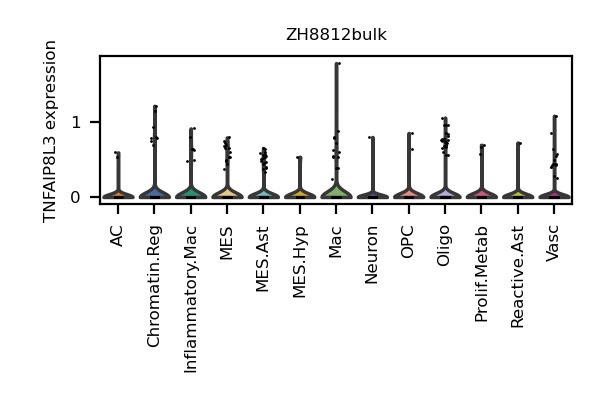 ZH8812bulk
TNFAIP8L3 expression
1
0
AC
Chromatin.Reg
Inflammatory.Mac
MES
MES.Ast
MES.Hyp
Mac
Neuron
OPC
Oligo
Prolif.Metab
Reactive.Ast
Vasc